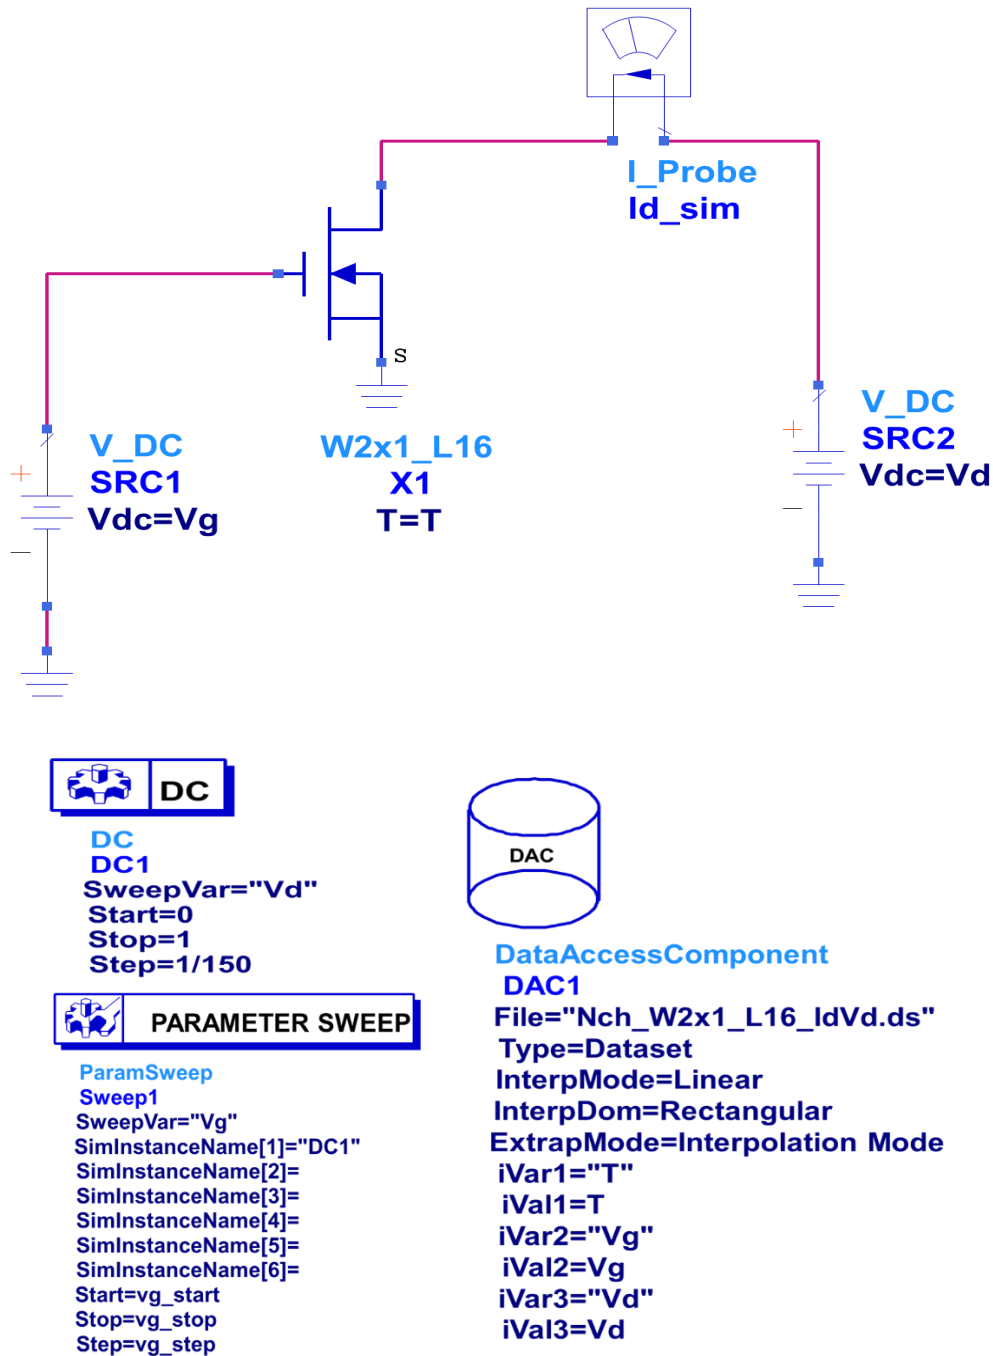 I_Probe
Id_sim
S
V_DC
SRC1
Vdc=Vg
W2x1_L16
X1
T=T
V_DC
SRC2
Vdc=Vd
+
−
+
−
DC
DC
DC1
SweepVar="Vd"
Start=0
Stop=1
Step=1/150
PARAMETER SWEEP
ParamSweep
Sweep1
SweepVar="Vg"
SimInstanceName[1]="DC1"
SimInstanceName[2]=
SimInstanceName[3]=
SimInstanceName[4]=
SimInstanceName[5]=
SimInstanceName[6]=
Start=vg_start
Stop=vg_stop
Step=vg_step
DAC
DataAccessComponent
DAC1
File="Nch_W2x1_L16_IdVd.ds"
Type=Dataset
InterpMode=Linear
InterpDom=Rectangular
ExtrapMode=Interpolation Mode
iVar1="T"
iVal1=T
iVar2="Vg"
iVal2=Vg
iVar3="Vd"
iVal3=Vd